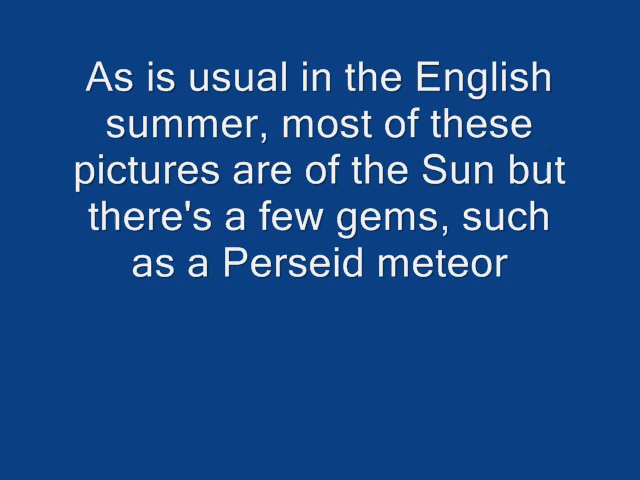 As is usual in the English
summer, most of these
pictures are of the Sun but
there's a few gems, such
as a Perseid meteor